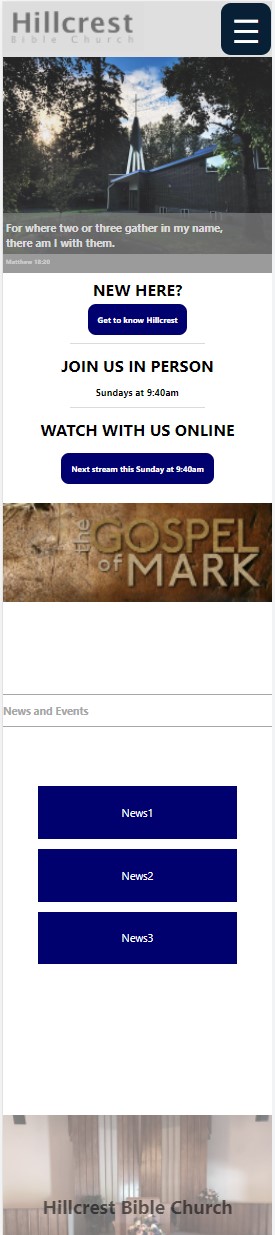 Hillcrest
Bible Church
For where two or three gather in my name,
there am I with them.
Matthew 18:20
NEW HERE?
Get to know Hillcrest
JOIN US IN PERSON
Sundays at 9:40am
WATCH WITH US ONLINE
Next stream this Sunday at 9:40am
the GOSPEL
of MARK
News and Events
News1
News2
News3
Hillcrest Bible Church